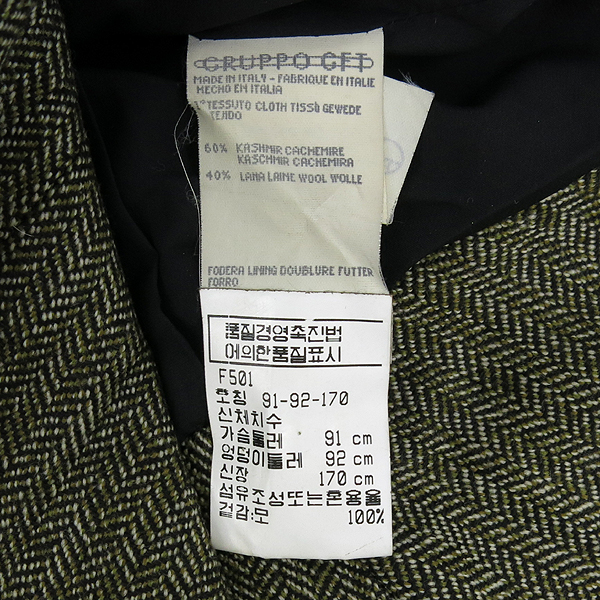 GRUPPO GFT
MADE IN ITALY - FABRIQUE EN ITALIE
HECHO EN ITALIA
1° TESSUTO CLOTH TISSÙ GEWEDE
TENDO
60% KASHMIR CACHEMIRE
KASCHMIR CACHEMIRA
40% LANA LAINE WOOL WOLLE
FODERA LINING DOUBLURE FUTTER
FORRO
품질경영촉진법
에의한품질표시
F501
호칭 91-92-170
신체치수
가슴둘레 91 cm
엉덩이둘레 92 cm
신장 170 cm
섬유조성또는혼용율
겉감:모 100%